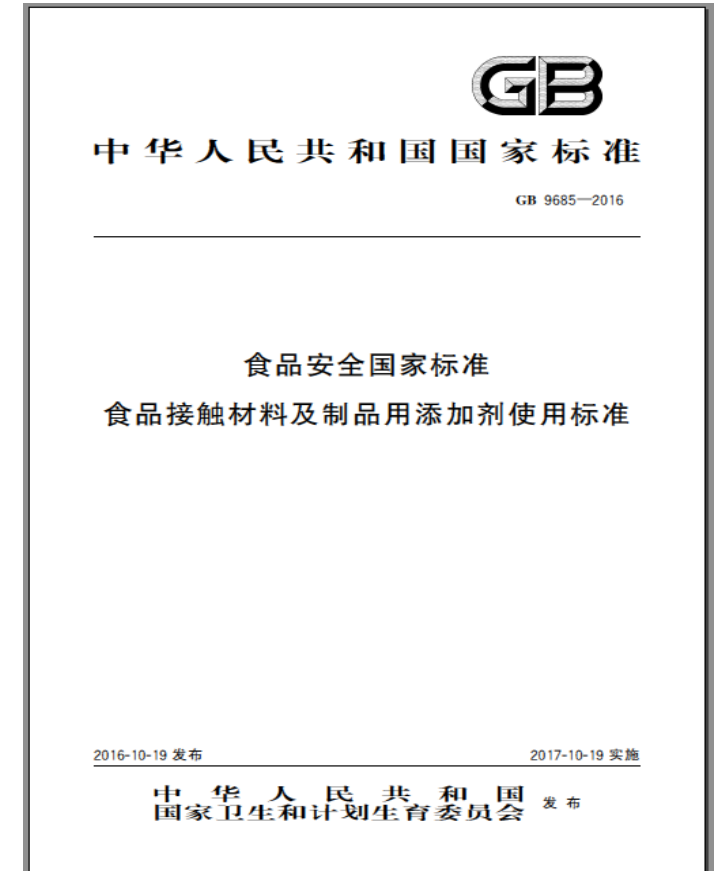 GB
中华人民共和国国家标准
GB 9685—2016
食品安全国家标准
食品接触材料及制品用添加剂使用标准
2016-10-19 发布
2017-10-19 实施
中华人民共和国
国家卫生和计划生育委员会
发布